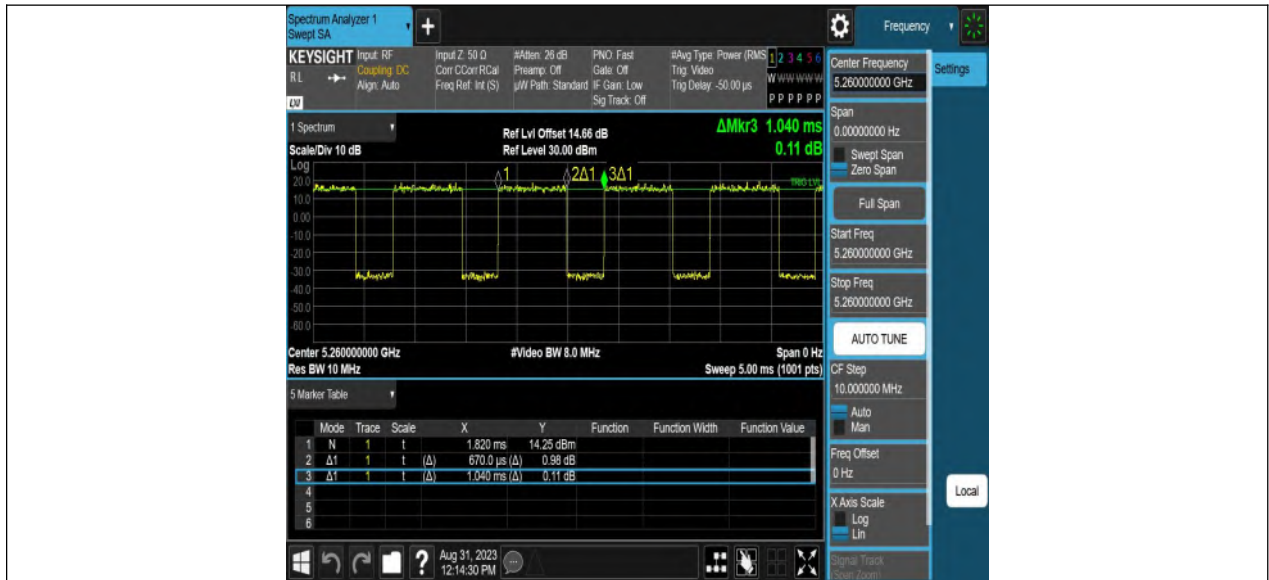 Spectrum Analyzer 1
Swept SA
+
Frequency
KEYSIGHT
RL
LXI
Input: RF
Coupling: DC
Align: Auto
Input Z: 50 Ω
Corr CCorr RCal
Freq Ref: Int (S)
#Atten: 26 dB
Preamp: Off
µW Path: Standard
PNO: Fast
Gate: Off
IF Gain: Low
Sig Track: Off
#Avg Type: Power (RMS
Trig: Video
Trig Delay: -50.00 µs
1 2 3 4 5 6
W W W W W W
P P P P P P
1 Spectrum
Scale/Div 10 dB
Log
Ref Lvl Offset 14.66 dB
Ref Level 30.00 dBm
ΔMkr3 1.040 ms
0.11 dB
1
2Δ1
3Δ1
TRIG LVL
20.0
10.0
0.00
-10.0
-20.0
-30.0
-40.0
-50.0
-60.0
Center 5.260000000 GHz
Res BW 10 MHz
#Video BW 8.0 MHz
Span 0 Hz
Sweep 5.00 ms (1001 pts)
5 Marker Table
Mode Trace Scale X Y Function Function Width Function Value
1 N 1 t 1.820 ms 14.25 dBm
2 Δ1 1 t (Δ) 670.0 µs (Δ) 0.98 dB
3 Δ1 1 t (Δ) 1.040 ms (Δ) 0.11 dB
4
5
6
?
Aug 31, 2023
12:14:30 PM
Center Frequency
5.260000000 GHz
Span
0.00000000 Hz
Swept Span
Zero Span
Full Span
Start Freq
5.260000000 GHz
Stop Freq
5.260000000 GHz
AUTO TUNE
CF Step
10.000000 MHz
Auto
Man
Freq Offset
0 Hz
X Axis Scale
Log
Lin
Signal Track
(Span Zoom)
Settings
Local